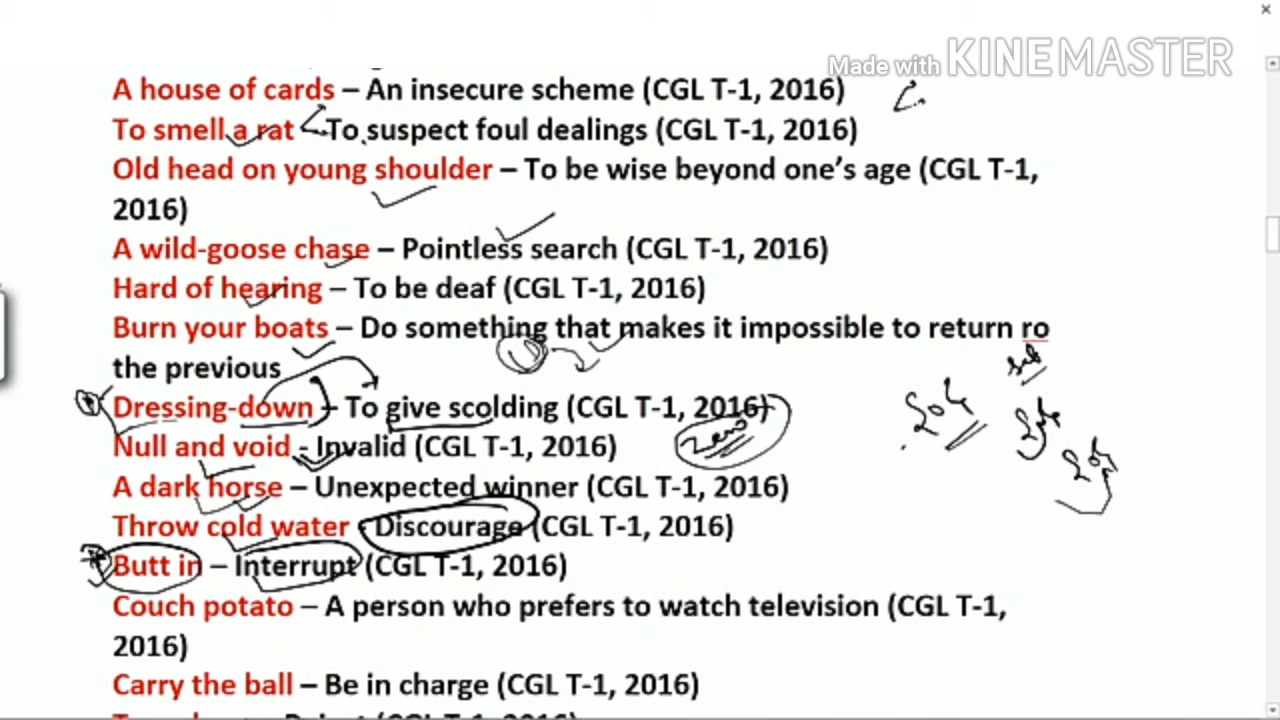 Made with KINEMASTER
A house of cards – An insecure scheme (CGL T-1, 2016)
To smell a rat – To suspect foul dealings (CGL T-1, 2016)
Old head on young shoulder – To be wise beyond one's age (CGL T-1,
2016)
A wild-goose chase – Pointless search (CGL T-1, 2016)
Hard of hearing – To be deaf (CGL T-1, 2016)
Burn your boats – Do something that makes it impossible to return ro
the previous
Dressing-down – To give scolding (CGL T-1, 2016)
Null and void - Invalid (CGL T-1, 2016)
Zero
A dark horse – Unexpected winner (CGL T-1, 2016)
Throw cold water - Discourage (CGL T-1, 2016)
Butt in – Interrupt (CGL T-1, 2016)
Couch potato – A person who prefers to watch television (CGL T-1,
2016)
Carry the ball – Be in charge (CGL T-1, 2016)